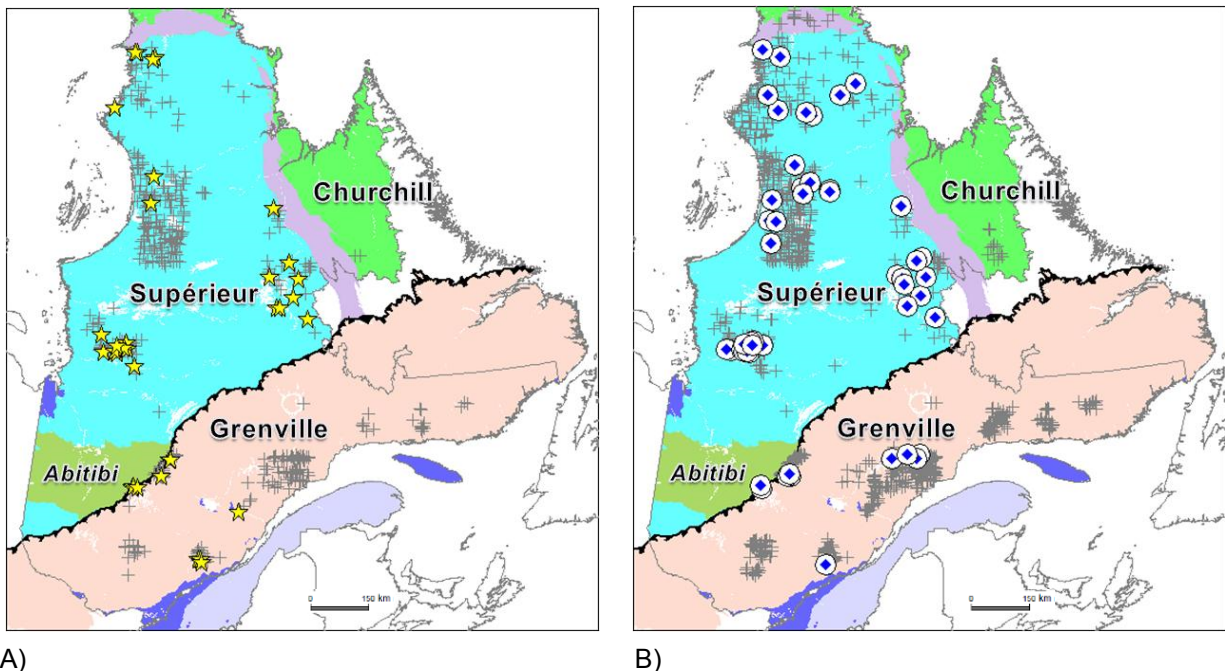 Churchill
Supérieur
Grenville
Abitibi
0 150 km
A)
Churchill
Supérieur
Grenville
Abitibi
0 150 km
B)